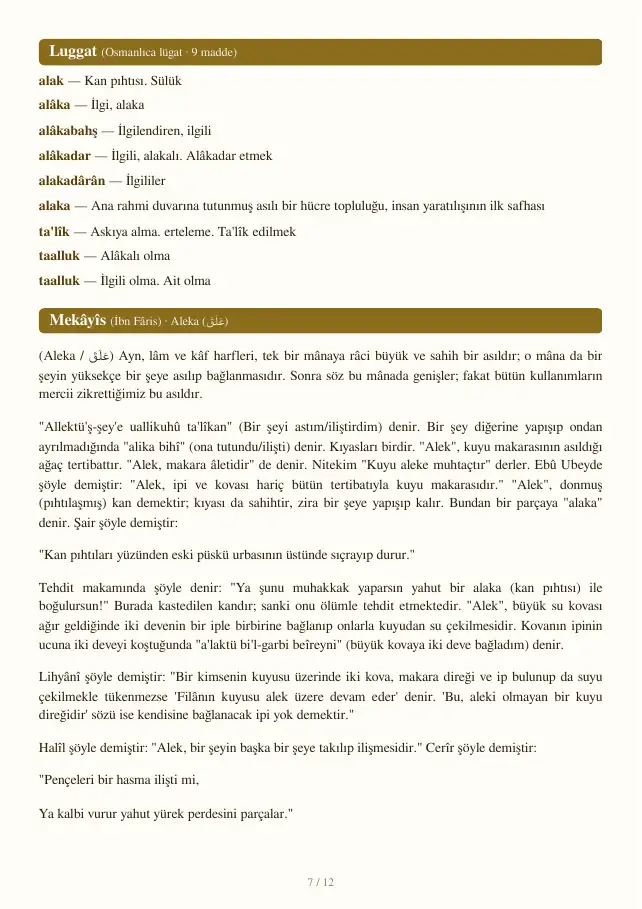 Luggat (Osmanlıca lügat · 9 madde)
alak — Kan pıhtısı. Sülük
alâka — İlgi, alaka
alâkabahş — İlgilendiren, ilgili
alâkadar — İlgili, alakalı. Alâkadar etmek
alakadârân — İlgililer
alaka — Ana rahmi duvarına tutunmuş asılı bir hücre topluluğu, insan yaratılışının ilk safhası
ta'lîk — Askıya alma. erteleme. Ta'lîk edilmek
taalluk — Alâkalı olma
taalluk — İlgili olma. Ait olma
Mekâyîs (İbn Fâris) · Aleka (عَلَقَ)
(Aleka / عَلَقَ) Ayn, lâm ve kâf harfleri, tek bir mânaya râci büyük ve sahih bir asıldır; o mâna da bir
şeyin yüksekçe bir şeye asılıp bağlanmasıdır. Sonra söz bu mânada genişler; fakat bütün kullanımların
mercii zikrettiğimiz bu asıldır.
"Allektü'ş-şey'e uallikuhû ta'lîkan" (Bir şeyi astım/iliştirdim) denir. Bir şey diğerine yapışıp ondan
ayrılmadığında "alika bihî" (ona tutundu/ilişti) denir. Kıyasları birdir. "Alek", kuyu makarasının asıldığı
ağaç tertibattır. "Alek, makara âletidir" de denir. Nitekim "Kuyu aleke muhtaçtır" derler. Ebû Ubeyde
şöyle demiştir: "Alek, ipi ve kovası hariç bütün tertibatıyla kuyu makarasıdır." "Alek", donmuş
(pıhtılaşmış) kan demektir; kıyası da sahihtir, zira bir şeye yapışıp kalır. Bundan bir parçaya "alaka"
denir. Şair şöyle demiştir:
"Kan pıhtıları yüzünden eski püskü urbasının üstünde sıçrayıp durur."
Tehdit makamında şöyle denir: "Ya şunu muhakkak yaparsın yahut bir alaka (kan pıhtısı) ile
boğulursun!" Burada kastedilen kandır; sanki onu ölümle tehdit etmektedir. "Alek", büyük su kovası
ağır geldiğinde iki devenin bir iple birbirine bağlanıp onlarla kuyudan su çekilmesidir. Kovanın ipinin
ucuna iki deveyi koştuğunda "a'laktü bi'l-garbi beîreyni" (büyük kovaya iki deve bağladım) denir.
Lihyânî şöyle demiştir: "Bir kimsenin kuyusu üzerinde iki kova, makara direği ve ip bulunup da suyu
çekilmekle tükenmezse 'Filânın kuyusu alek üzere devam eder' denir. 'Bu, aleki olmayan bir kuyu
direğidir' sözü ise kendisine bağlanacak ipi yok demektir."
Halîl şöyle demiştir: "Alek, bir şeyin başka bir şeye takılıp ilişmesidir." Cerîr şöyle demiştir:
"Pençeleri bir hasma ilişti mi,
Ya kalbi vurur yahut yürek perdesini parçalar."
7 / 12